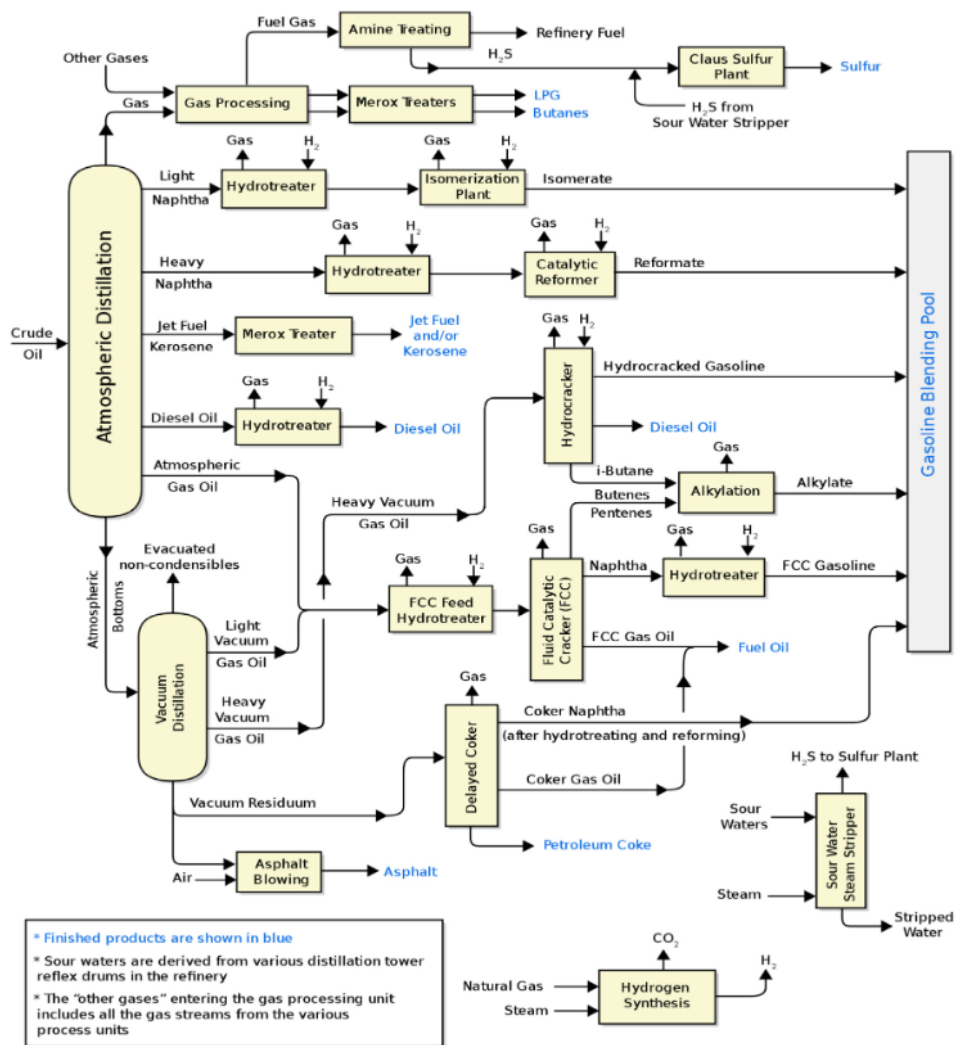 Fuel Gas
Amine Treating
Refinery Fuel
Other Gases
H₂S
Claus Sulfur
Plant
Sulfur
Gas
Gas Processing
Merox Treaters
LPG
Butanes
H₂S from
Sour Water Stripper
Gas
H₂
Gas
H₂
Light
Naphtha
Hydrotreater
Isomerization
Plant
Isomerate
Gas
H₂
Gas
H₂
Heavy
Naphtha
Hydrotreater
Catalytic
Reformer
Reformate
Crude
Oil
Atmospheric Distillation
Jet Fuel
Kerosene
Merox Treater
Jet Fuel
and/or
Kerosene
Gas
H₂
Hydrocracker
Hydrocracked Gasoline
Gasoline Blending Pool
Gas
H₂
Diesel Oil
Hydrotreater
Diesel Oil
Diesel Oil
Atmospheric
Gas Oil
i-Butane
Butenes
Pentenes
Gas
Alkylation
Alkylate
Heavy Vacuum
Gas Oil
Evacuated
non-condensibles
Atmospheric
Bottoms
Gas
H₂
FCC Feed
Hydrotreater
Gas
Fluid Catalytic
Cracker (FCC)
Naphtha
Gas
H₂
Hydrotreater
FCC Gasoline
Light
Vacuum
Gas Oil
FCC Gas Oil
Fuel Oil
Vacuum
Distillation
Heavy
Vacuum
Gas Oil
Gas
Delayed Coker
Coker Naphtha
(after hydrotreating and reforming)
Coker Gas Oil
Vacuum Residuum
Petroleum Coke
H₂S to Sulfur Plant
Sour
Waters
Sour Water
Steam Stripper
Steam
Stripped
Water
Air
Asphalt
Blowing
Asphalt
* Finished products are shown in blue
* Sour waters are derived from various distillation tower
reflex drums in the refinery
* The "other gases" entering the gas processing unit
includes all the gas streams from the various
process units
CO₂
H₂
Natural Gas
Steam
Hydrogen
Synthesis